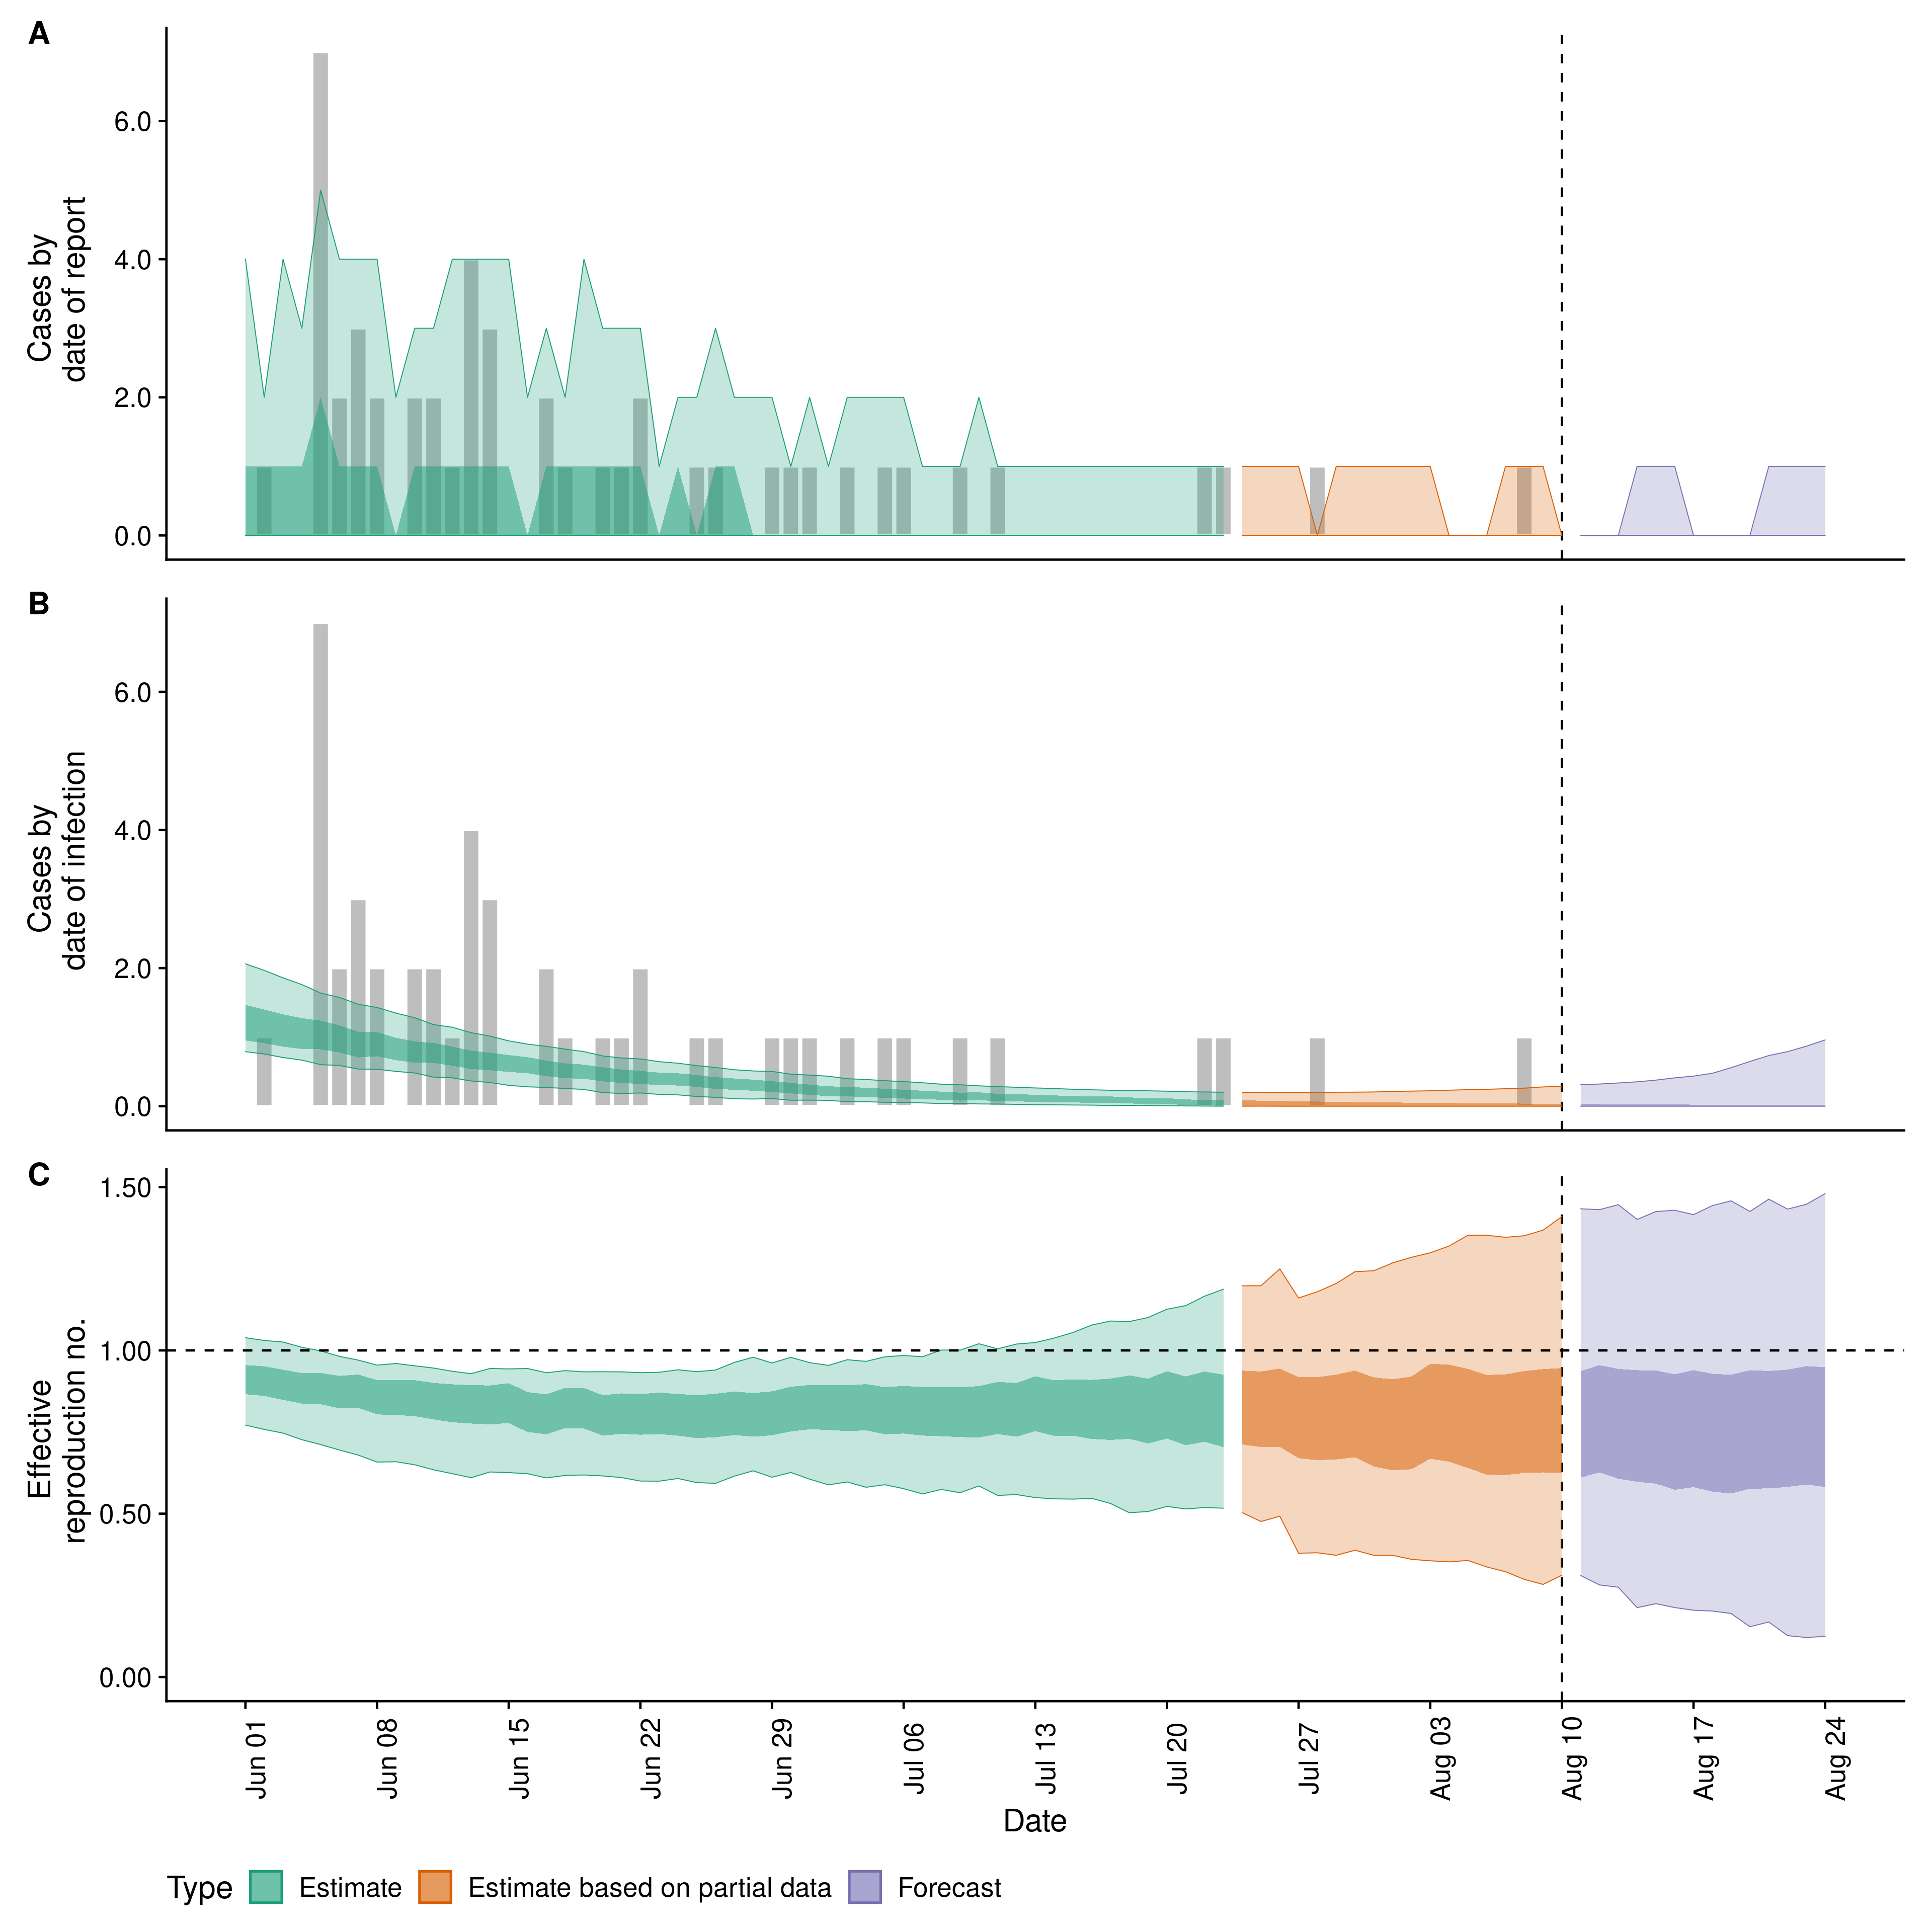 A
6.0
4.0
2.0
0.0
Cases by
date of report
B
6.0
4.0
2.0
0.0
Cases by
date of infection
C
1.50
1.00
0.50
0.00
Effective
reproduction no.
Jun 01
Jun 08
Jun 15
Jun 22
Jun 29
Jul 06
Jul 13
Jul 20
Jul 27
Aug 03
Aug 10
Aug 17
Aug 24
Date
Type Estimate Estimate based on partial data Forecast